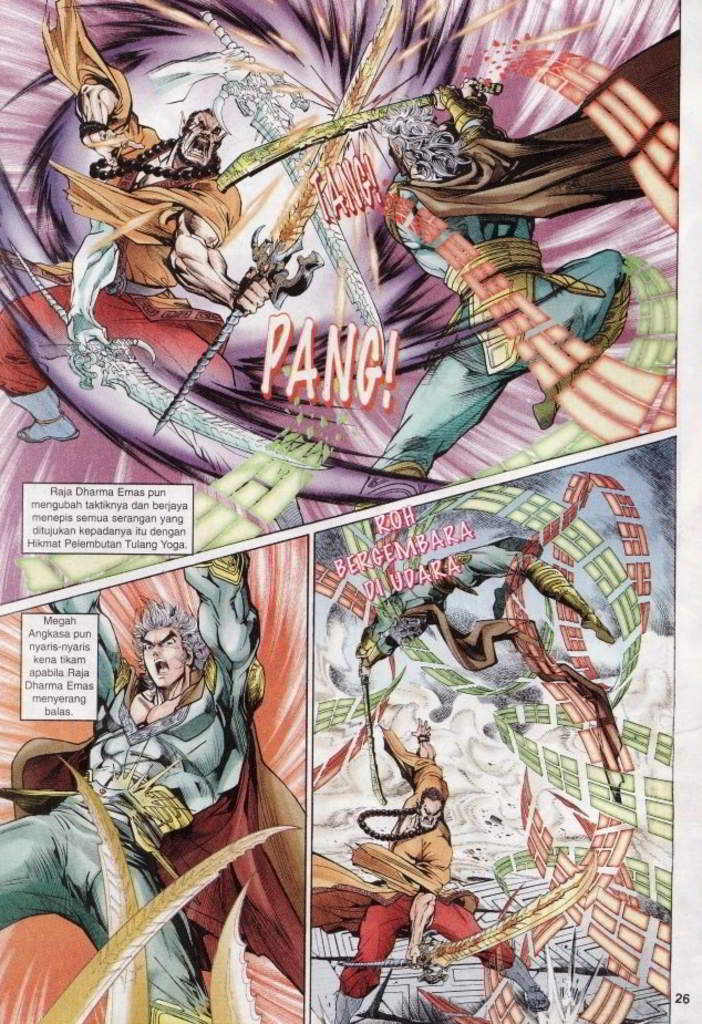 PANG!
PANG!
Raja Dharma Emas pun
mengubah taktiknya dan berjaya
menepis semua serangan yang
ditujukan kepadanya itu dengan
Hikmat Pelembutan Tulang Yoga.
Megah
Angkasa pun
nyaris-nyaris
kena tikam
apabila Raja
Dharma Emas
menyerang
balas.
ROH
BERGEMBARA
DI UDARA
26